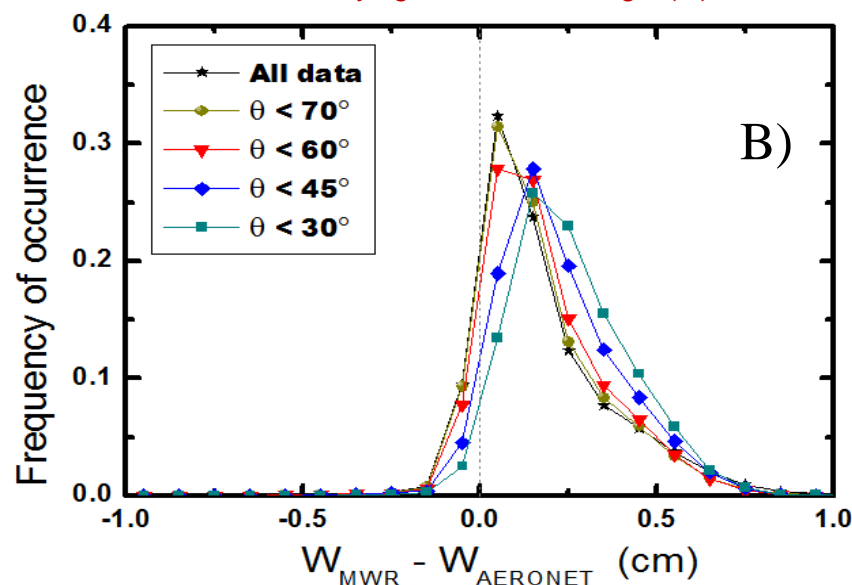 0.4
0.3
0.2
0.1
0.0
Frequency of occurrence
All data
θ < 70°
θ < 60°
θ < 45°
θ < 30°
B)
-1.0 -0.5 0.0 0.5 1.0
W_MWR - W_AERONET (cm)